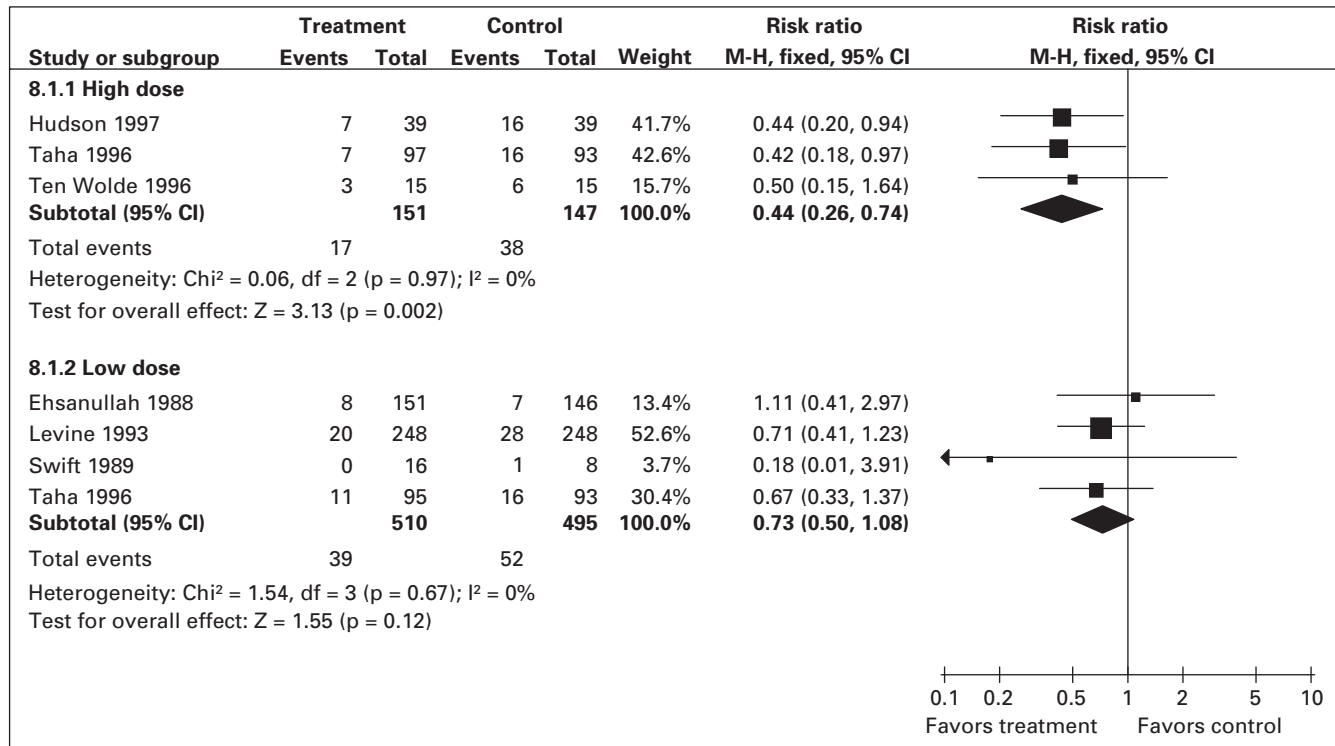 Treatment Control Risk ratio Risk ratio
Study or subgroup Events Total Events Total Weight M-H, fixed, 95% CI M-H, fixed, 95% CI
8.1.1 High dose
Hudson 1997 7 39 16 39 41.7% 0.44 (0.20, 0.94)
Taha 1996 7 97 16 93 42.6% 0.42 (0.18, 0.97)
Ten Wolde 1996 3 15 6 15 15.7% 0.50 (0.15, 1.64)
Subtotal (95% CI) 151 147 100.0% 0.44 (0.26, 0.74)
Total events 17 38
Heterogeneity: Chi² = 0.06, df = 2 (p = 0.97); I² = 0%
Test for overall effect: Z = 3.13 (p = 0.002)
8.1.2 Low dose
Ehsanullah 1988 8 151 7 146 13.4% 1.11 (0.41, 2.97)
Levine 1993 20 248 28 248 52.6% 0.71 (0.41, 1.23)
Swift 1989 0 16 1 8 3.7% 0.18 (0.01, 3.91)
Taha 1996 11 95 16 93 30.4% 0.67 (0.33, 1.37)
Subtotal (95% CI) 510 495 100.0% 0.73 (0.50, 1.08)
Total events 39 52
Heterogeneity: Chi² = 1.54, df = 3 (p = 0.67); I² = 0%
Test for overall effect: Z = 1.55 (p = 0.12)
0.1 0.2 0.5 1 2 5 10
Favors treatment Favors control